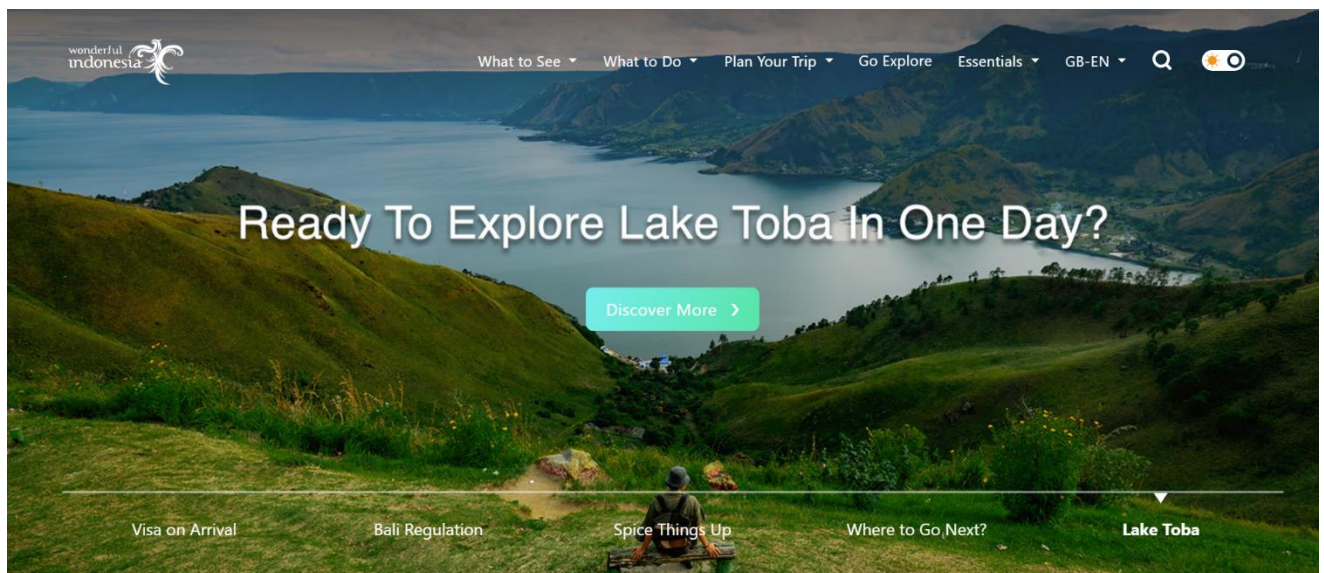 wonderful
indonesia
What to See
What to Do
Plan Your Trip
Go Explore
Essentials
GB-EN
Ready To Explore Lake Toba In One Day?
Discover More
Visa on Arrival
Bali Regulation
Spice Things Up
Where to Go Next?
Lake Toba